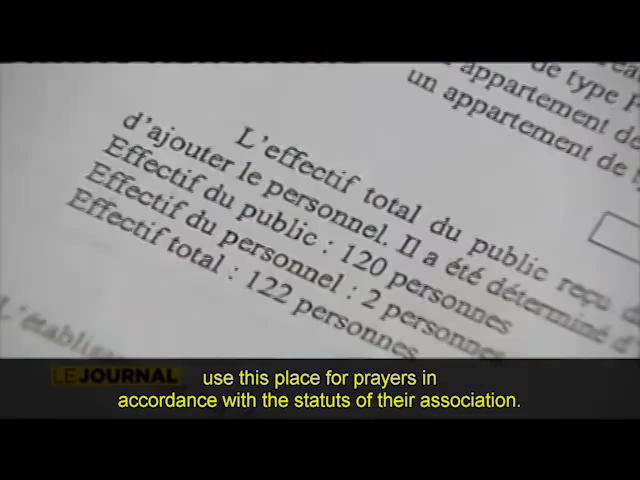 de type
appartement de
un appartement de
L'effectif total du public reçu
d'ajouter le personnel. Il a été déterminé d'
Effectif du public : 120 personnes
Effectif du personnel : 2 personnes
Effectif total : 122 personnes
LE JOURNAL
use this place for prayers in
accordance with the statuts of their association.